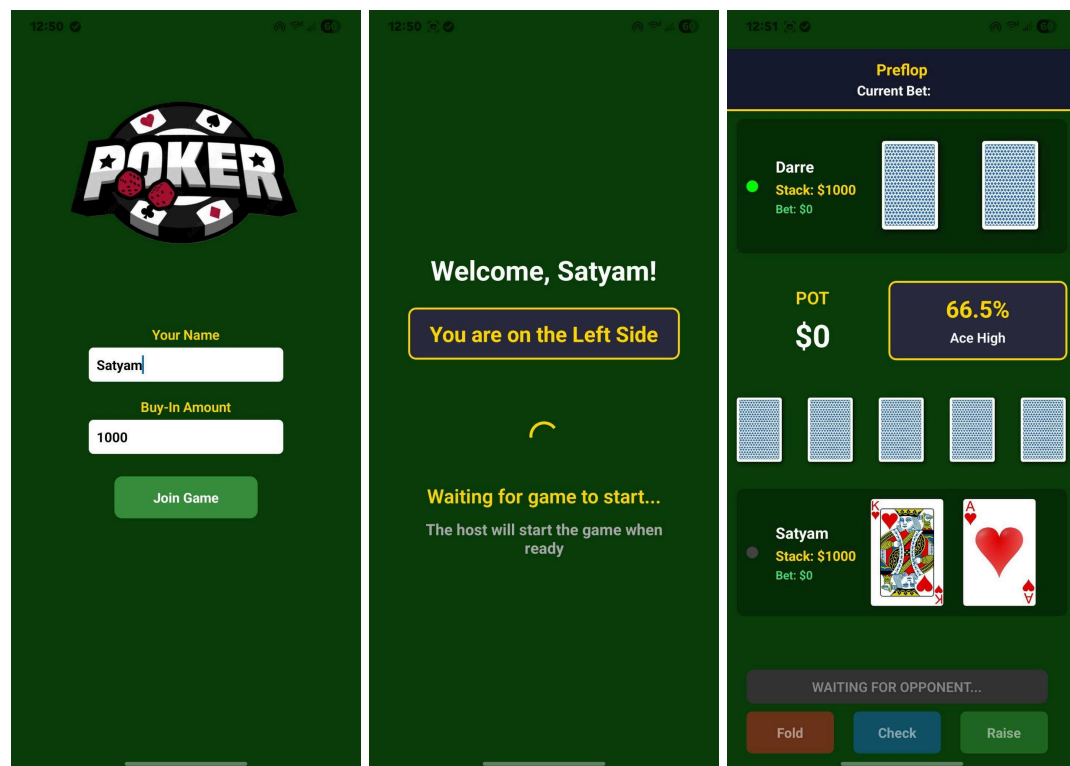 12:50
POKER
Your Name
Satyam
Buy-In Amount
1000
Join Game
12:50
Welcome, Satyam!
You are on the Left Side
Waiting for game to start...
The host will start the game when
ready
12:51
Preflop
Current Bet:
Darre
Stack: $1000
Bet: $0
POT
$0
66.5%
Ace High
Satyam
Stack: $1000
Bet: $0
K
K
A
A
WAITING FOR OPPONENT...
Fold
Check
Raise